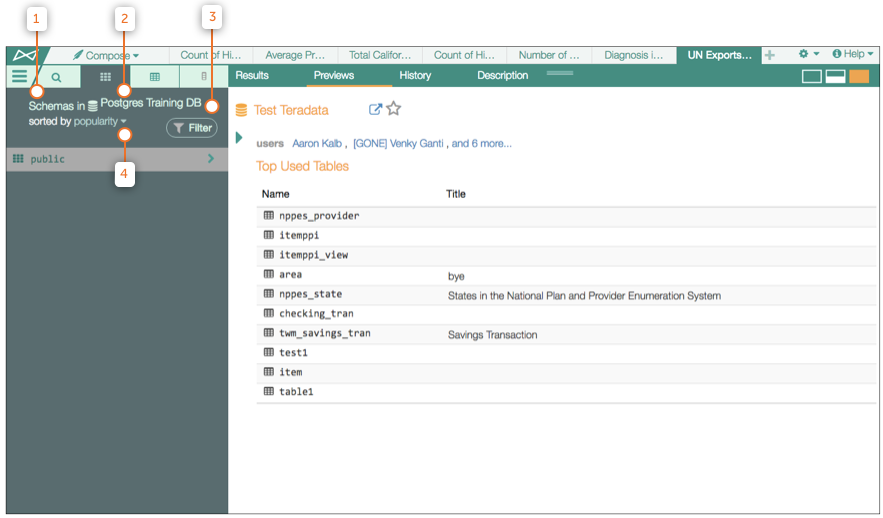 1 2 3
Compose Count of Hi... Average Pr... Total Califor... Count of Hi... Number of ... Diagnosis i... UN Exports... Help
Results Previews History Description
Schemas in Postgres Training DB
sorted by popularity
Filter
4
public
Test Teradata
users Aaron Kalb , [GONE] Venky Ganti , and 6 more...
Top Used Tables
Name Title
nppes_provider
itemppi
itemppi_view
area bye
nppes_state States in the National Plan and Provider Enumeration System
checking_tran
twm_savings_tran Savings Transaction
test1
item
table1